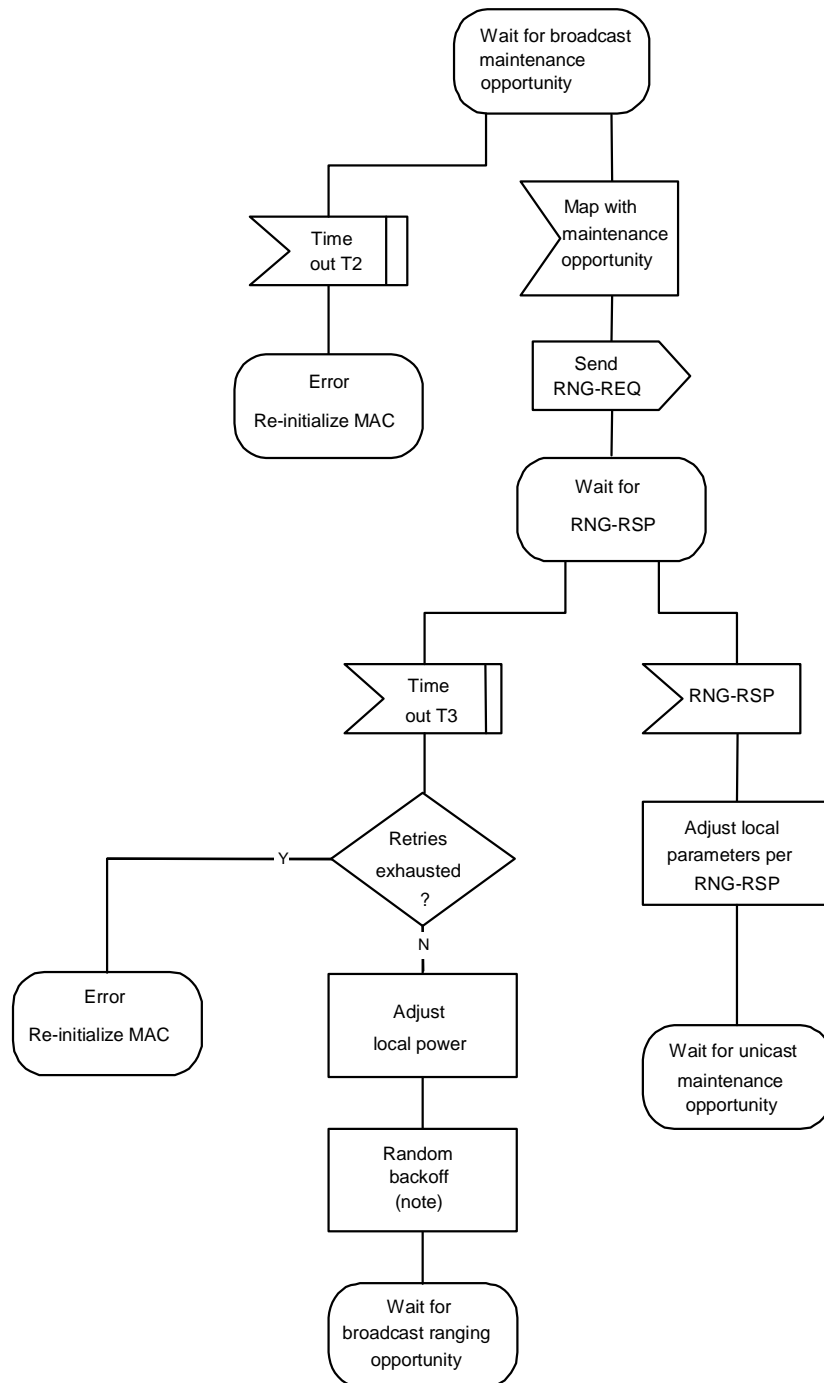 Wait for broadcast
maintenance
opportunity
Time
out T2
Map with
maintenance
opportunity
Error
Re-initialize MAC
Send
RNG-REQ
Wait for
RNG-RSP
Time
out T3
RNG-RSP
Retries
exhausted
?
Y
N
Adjust local
parameters per
RNG-RSP
Error
Re-initialize MAC
Adjust
local power
Wait for unicast
maintenance
opportunity
Random
backoff
(note)
Wait for
broadcast ranging
opportunity